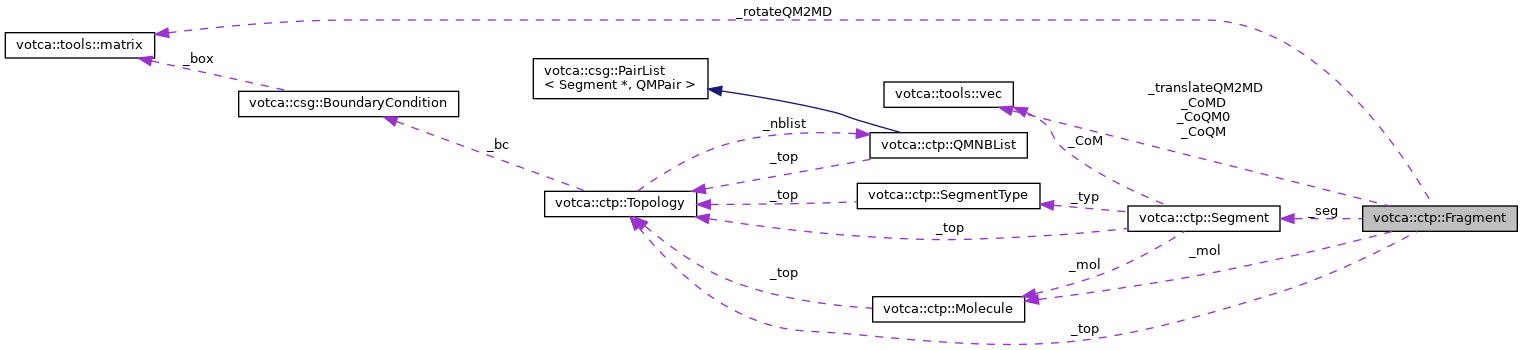 _rotateQM2MD
votca::tools::matrix
_box
votca::csg::PairList
< Segment *, QMPair >
votca::csg::BoundaryCondition
votca::tools::vec
_translateQM2MD
_CoMD
_CoQM0
_CoQM
_nblist
_bc
votca::ctp::QMNBList
_CoM
_top
votca::ctp::Topology
_top
votca::ctp::SegmentType
_typ
votca::ctp::Segment
_seg
votca::ctp::Fragment
_top
_mol
_mol
_top
votca::ctp::Molecule
_top